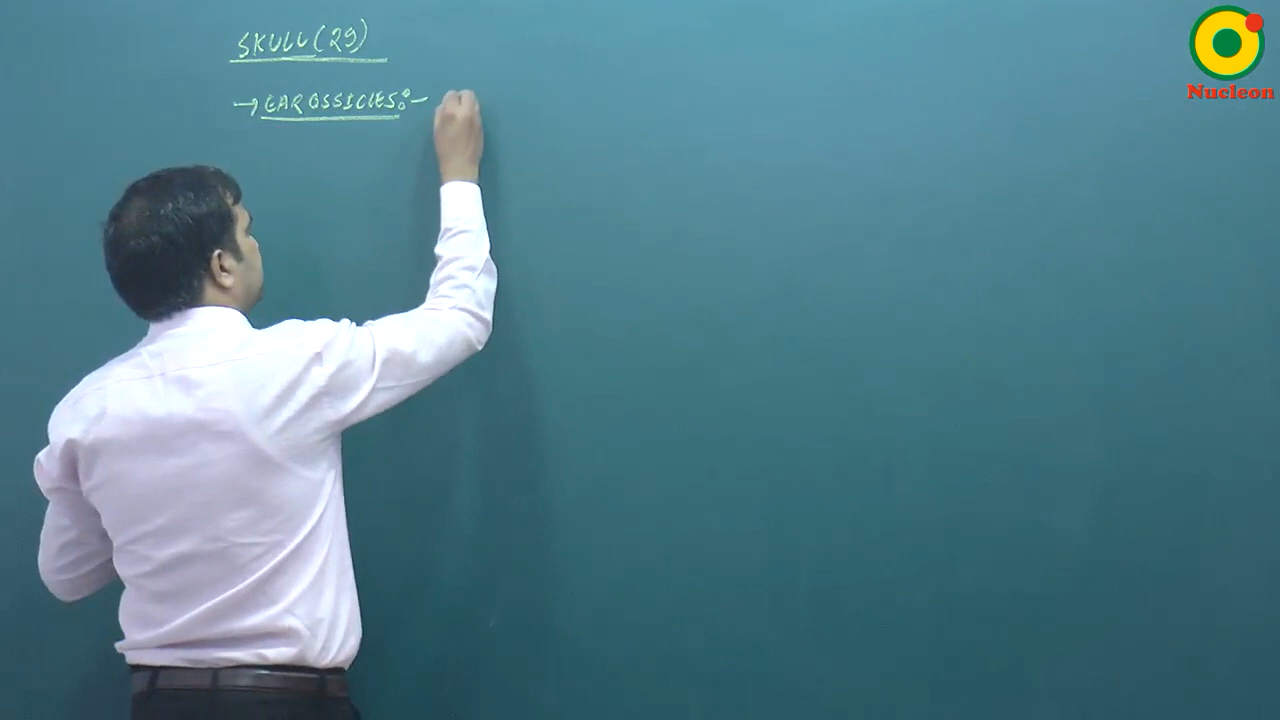 SKULL (29)
→ EAR OSSICLES:-
Nucleon